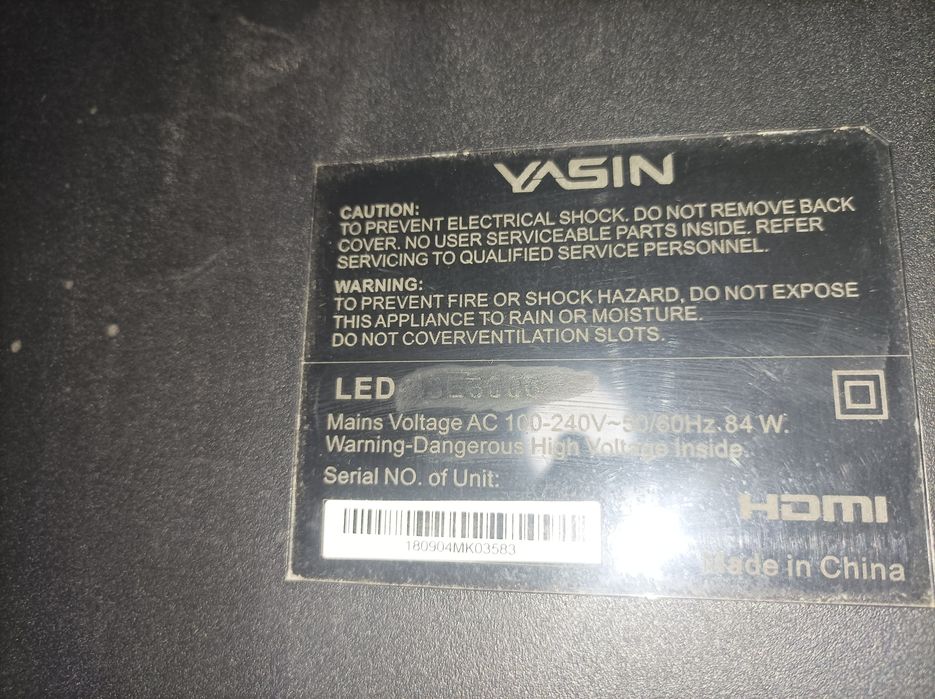 YASIN
CAUTION:
TO PREVENT ELECTRICAL SHOCK. DO NOT REMOVE BACK
COVER. NO USER SERVICEABLE PARTS INSIDE. REFER
SERVICING TO QUALIFIED SERVICE PERSONNEL.
WARNING:
TO PREVENT FIRE OR SHOCK HAZARD, DO NOT EXPOSE
THIS APPLIANCE TO RAIN OR MOISTURE.
DO NOT COVERVENTILATION SLOTS.
LED
Mains Voltage AC 100-240V~50/60Hz 84 W.
Warning-Dangerous High Voltage Inside.
Serial NO. of Unit:
180904MK03583
HDMI
Made in China